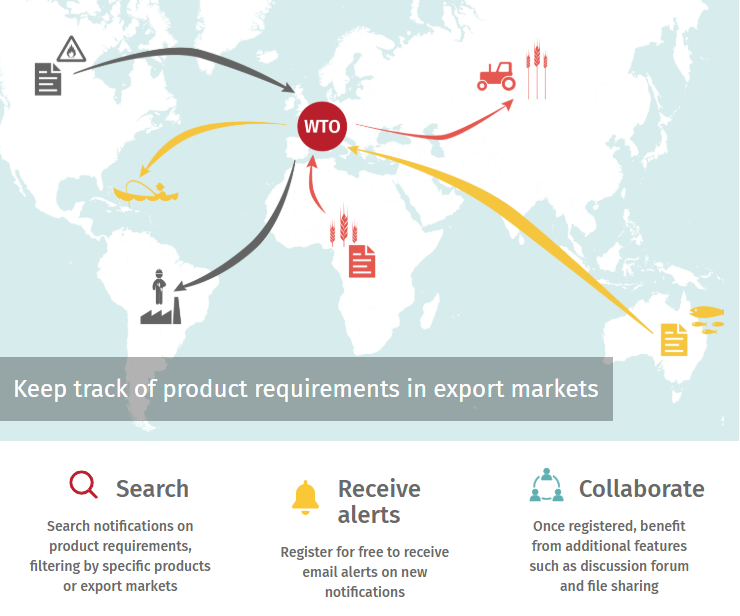 WTO
Keep track of product requirements in export markets
Search
Search notifications on
product requirements,
filtering by specific products
or export markets
Receive
alerts
Register for free to receive
email alerts on new
notifications
Collaborate
Once registered, benefit
from additional features
such as discussion forum
and file sharing